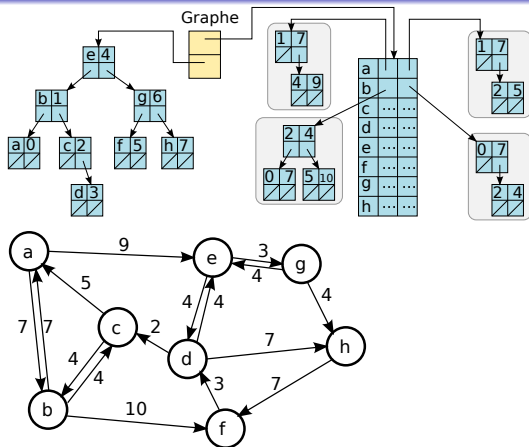 Graphe
e 4
b 1
g 6
a 0
c 2
f 5
h 7
d 3
1 7
4 9
2 4
0 7
5 10
a
b
c ... ...
d ... ...
e ... ...
f ... ...
g ... ...
h ... ...
1 7
2 5
0 7
2 4
a
9
e
3
4
g
5
4
7
7
c
4
4
4
2
d
7
h
4
4
b
10
3
7
f